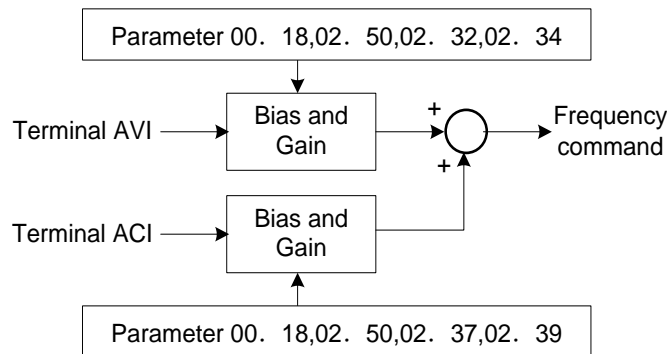 Parameter 00. 18,02. 50,02. 32,02. 34
Terminal AVI
Bias and
Gain
+
+
Frequency
command
Terminal ACI
Bias and
Gain
Parameter 00. 18,02. 50,02. 37,02. 39